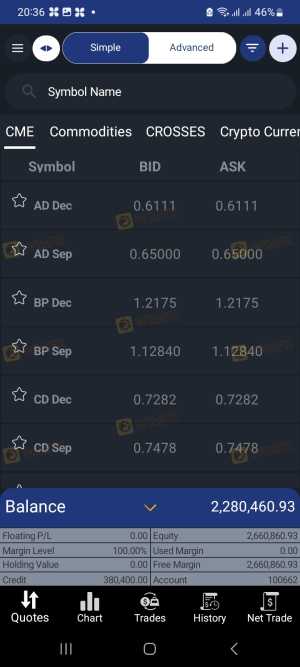 20:36 46%
Simple Advanced
Symbol Name
CME Commodities CROSSES Crypto Curren
Symbol BID ASK
AD Dec 0.6111 0.6111
AD Sep 0.65000 0.65000
BP Dec 1.2175 1.2175
BP Sep 1.12840 1.12840
CD Dec 0.7282 0.7282
CD Sep 0.7478 0.7478
Balance 2,280,460.93
Floating P/L 0.00 Equity 2,660,860.93
Margin Level 100.00% Used Margin 0.00
Holding Value 0.00 Free Margin 2,660,860.93
Credit 380,400.00 Account 100662
Quotes Chart Trades History Net Trade